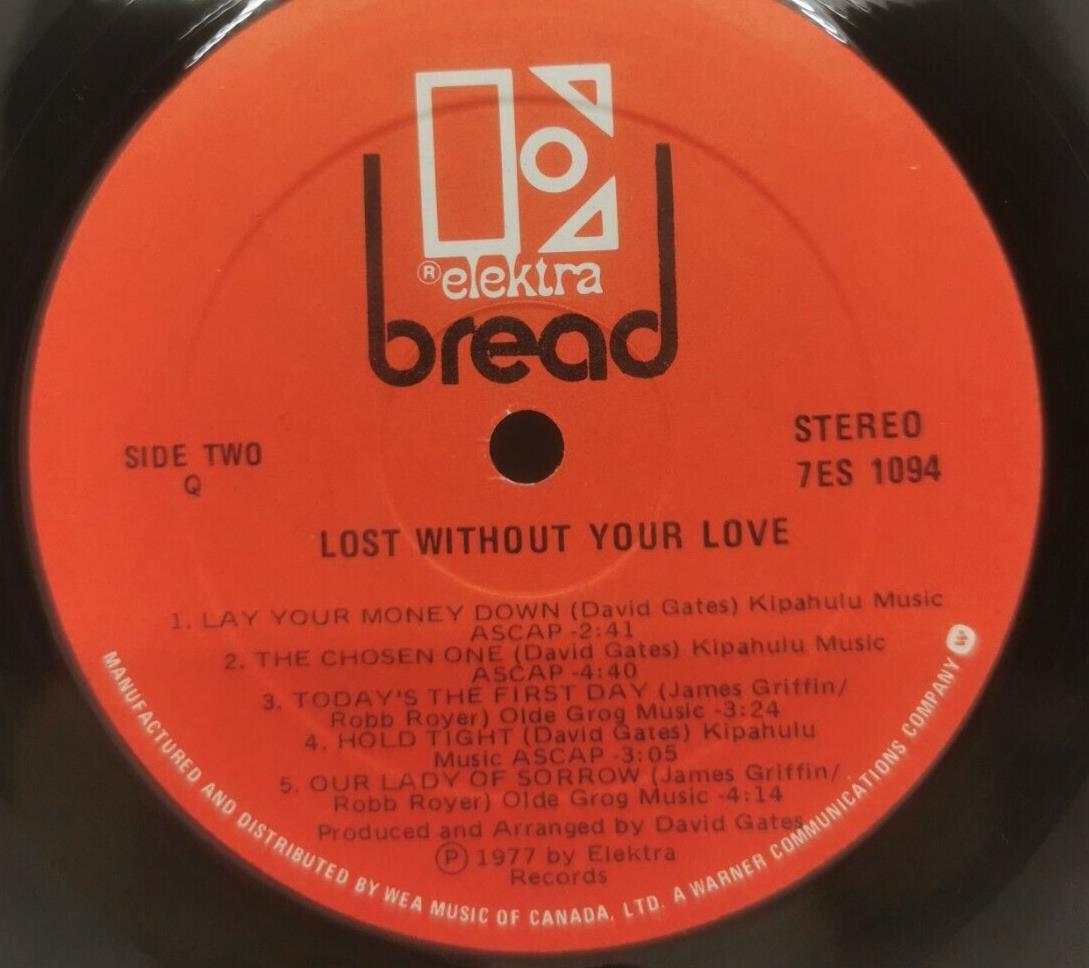 ® elektra
bread
SIDE TWO
Q
STEREO
7ES 1094
LOST WITHOUT YOUR LOVE
1. LAY YOUR MONEY DOWN (David Gates) Kipahulu Music
ASCAP -2:41
2. THE CHOSEN ONE (David Gates) Kipahulu Music
ASCAP -4:40
3. TODAY'S THE FIRST DAY (James Griffin/
Robb Royer) Olde Grog Music -3:24
4. HOLD TIGHT (David Gates) Kipahulu
Music ASCAP -3:05
5. OUR LADY OF SORROW (James Griffin/
Robb Royer) Olde Grog Music -4:14
Produced and Arranged by David Gates
Ⓟ 1977 by Elektra
Records
MANUFACTURED AND DISTRIBUTED BY WEA MUSIC OF CANADA, LTD. A WARNER COMMUNICATIONS COMPANY